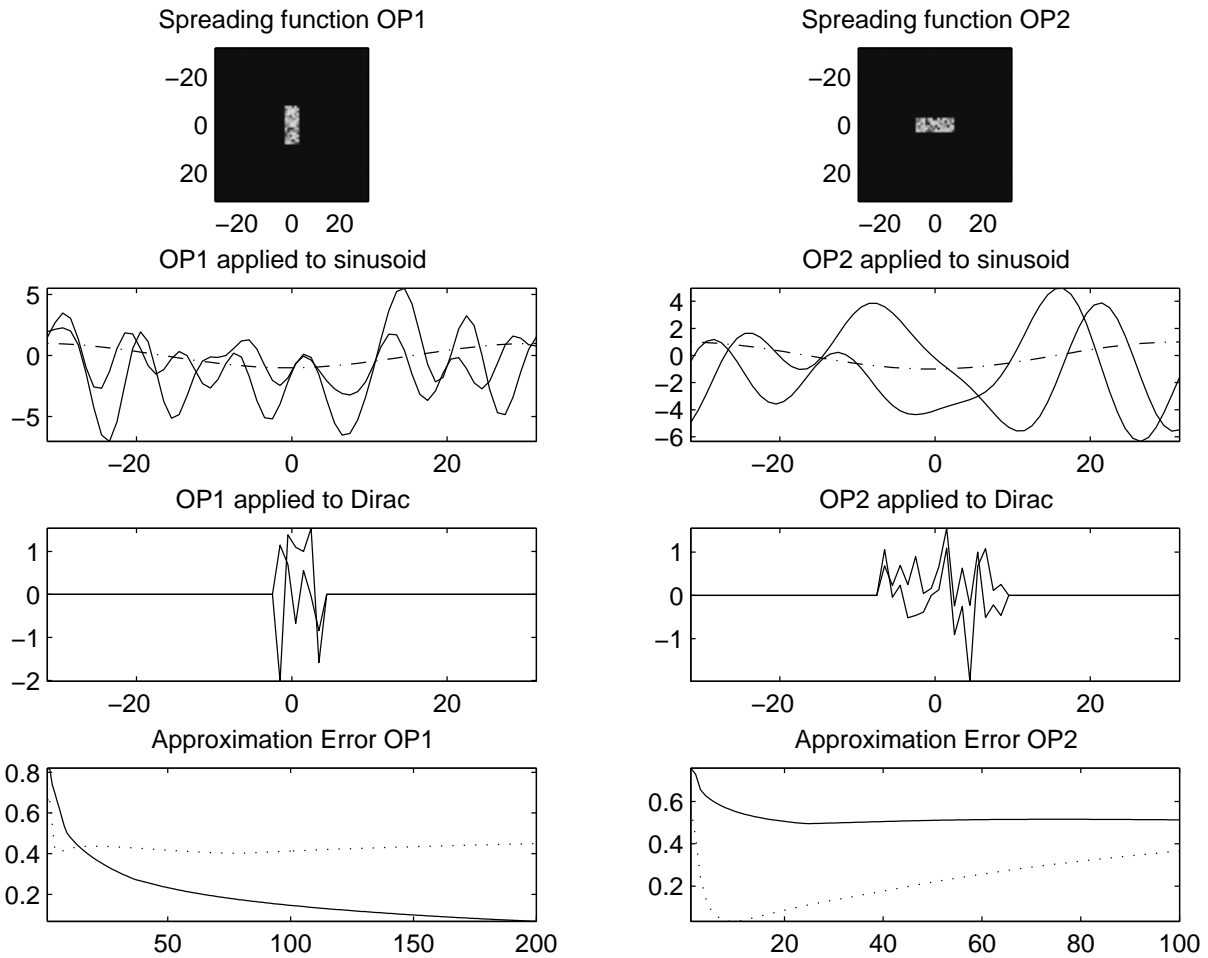 Spreading function OP1
−20
0
20
−20 0 20
Spreading function OP2
−20
0
20
−20 0 20
OP1 applied to sinusoid
5
0
−5
−20 0 20
OP2 applied to sinusoid
4
2
0
−2
−4
−6
−20 0 20
OP1 applied to Dirac
1
0
−1
−2
−20 0 20
OP2 applied to Dirac
1
0
−1
−20 0 20
Approximation Error OP1
0.8
0.6
0.4
0.2
50 100 150 200
Approximation Error OP2
0.6
0.4
0.2
20 40 60 80 100